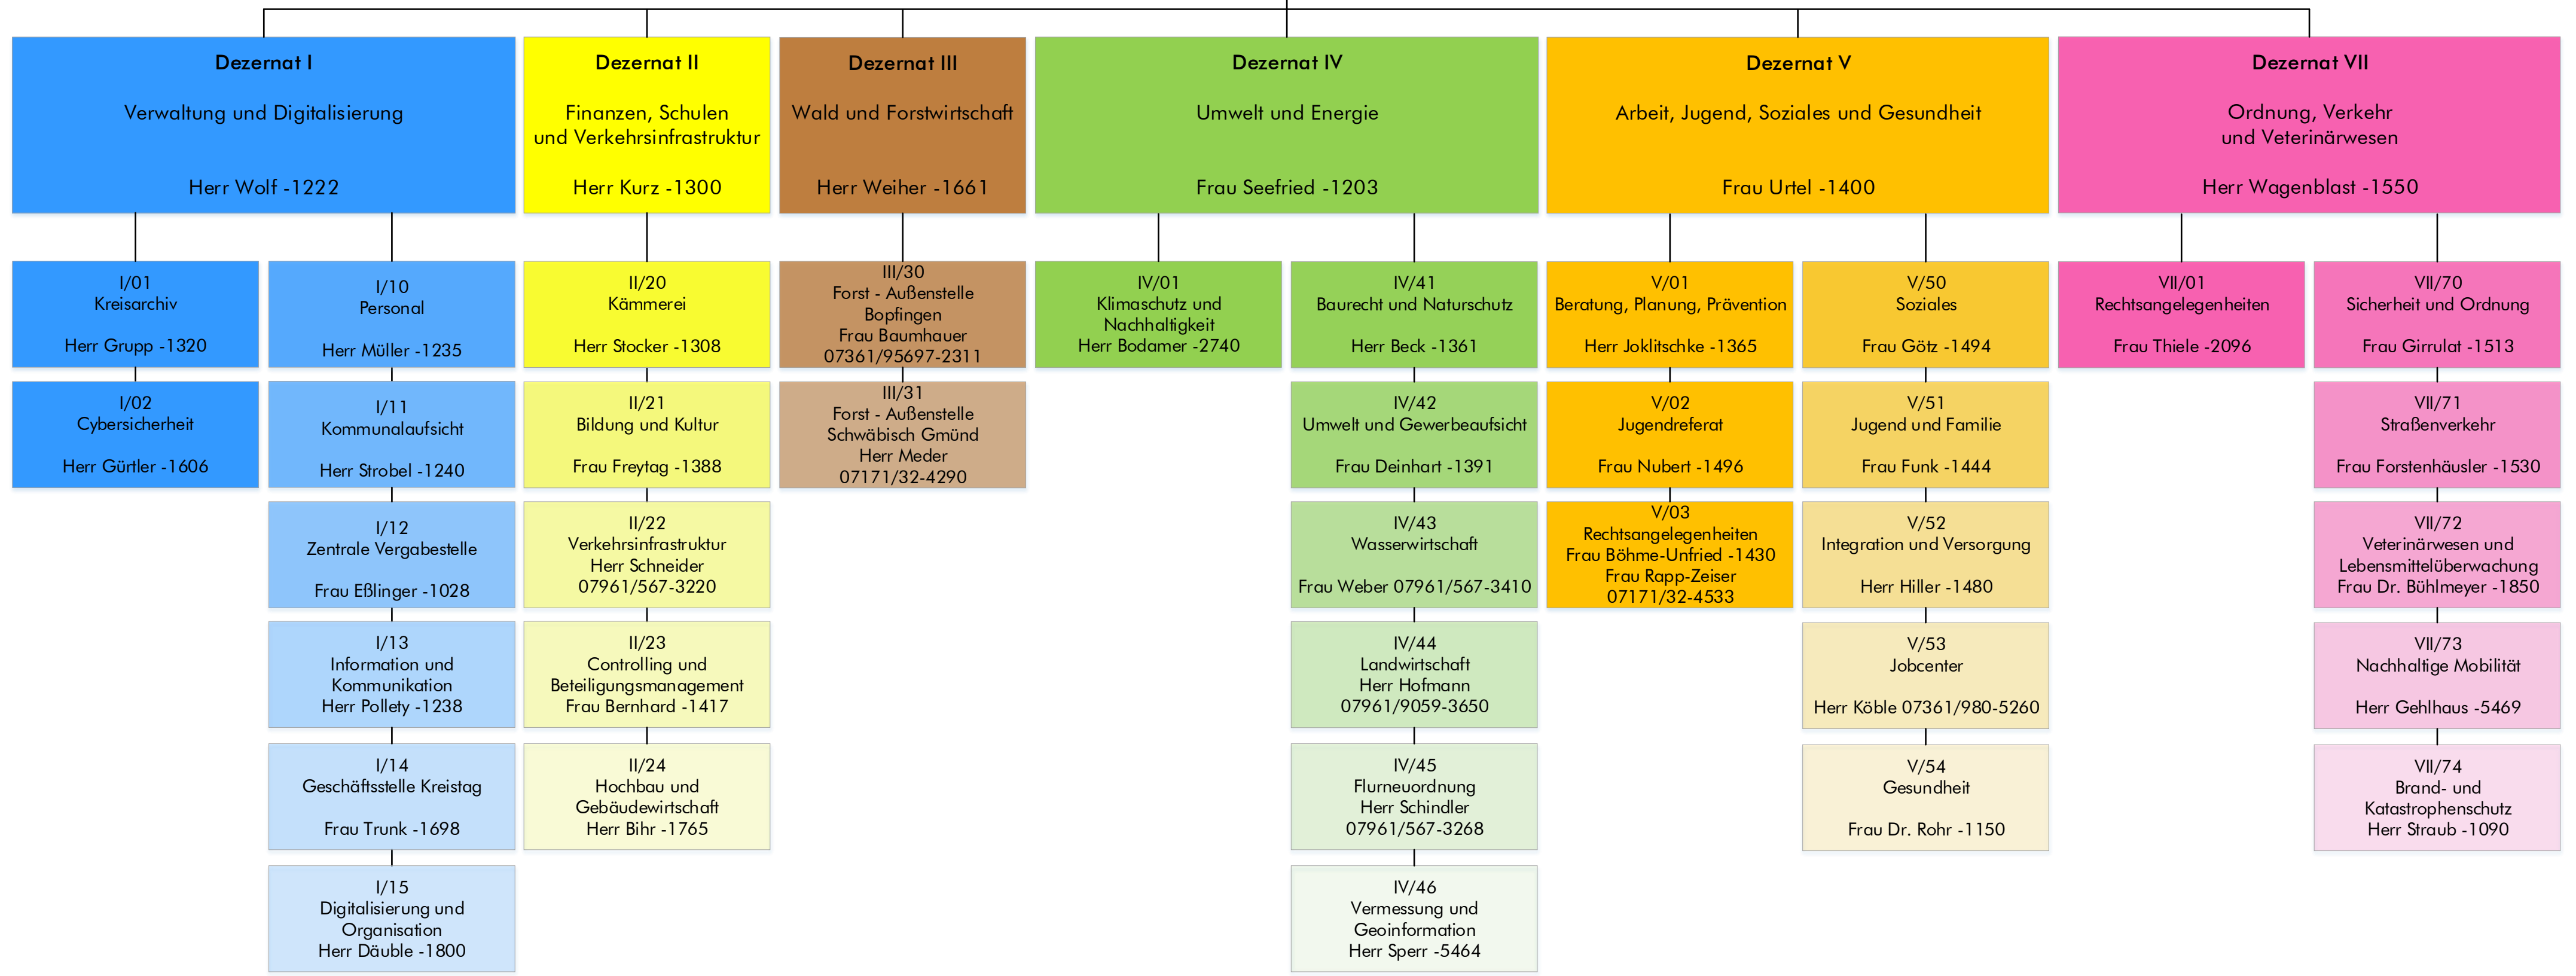 Dezernat I
Verwaltung und Digitalisierung
Herr Wolf -1222
I/01
Kreisarchiv
Herr Grupp -1320
I/02
Cybersicherheit
Herr Gürtler -1606
I/10
Personal
Herr Müller -1235
I/11
Kommunalaufsicht
Herr Strobel -1240
I/12
Zentrale Vergabestelle
Frau Eßlinger -1028
I/13
Information und
Kommunikation
Herr Pollety -1238
I/14
Geschäftsstelle Kreistag
Frau Trunk -1698
I/15
Digitalisierung und
Organisation
Herr Däuble -1800
Dezernat II
Finanzen, Schulen
und Verkehrsinfrastruktur
Herr Kurz -1300
II/20
Kämmerei
Herr Stocker -1308
II/21
Bildung und Kultur
Frau Freytag -1388
II/22
Verkehrsinfrastruktur
Herr Schneider
07961/567-3220
II/23
Controlling und
Beteiligungsmanagement
Frau Bernhard -1417
II/24
Hochbau und
Gebäudewirtschaft
Herr Bihr -1765
Dezernat III
Wald und Forstwirtschaft
Herr Weiher -1661
III/30
Forst - Außenstelle
Bopfingen
Frau Baumhauer
07361/95697-2311
III/31
Forst - Außenstelle
Schwäbisch Gmünd
Herr Meder
07171/32-4290
Dezernat IV
Umwelt und Energie
Frau Seefried -1203
IV/01
Klimaschutz und
Nachhaltigkeit
Herr Bodamer -2740
IV/41
Baurecht und Naturschutz
Herr Beck -1361
IV/42
Umwelt und Gewerbeaufsicht
Frau Deinhart -1391
IV/43
Wasserwirtschaft
Frau Weber 07961/567-3410
IV/44
Landwirtschaft
Herr Hofmann
07961/9059-3650
IV/45
Flurneuordnung
Herr Schindler
07961/567-3268
IV/46
Vermessung und
Geoinformation
Herr Sperr -5464
Dezernat V
Arbeit, Jugend, Soziales und Gesundheit
Frau Urtel -1400
V/01
Beratung, Planung, Prävention
Herr Joklitschke -1365
V/02
Jugendreferat
Frau Nubert -1496
V/03
Rechtsangelegenheiten
Frau Böhme-Unfried -1430
Frau Rapp-Zeiser
07171/32-4533
V/50
Soziales
Frau Götz -1494
V/51
Jugend und Familie
Frau Funk -1444
V/52
Integration und Versorgung
Herr Hiller -1480
V/53
Jobcenter
Herr Köble 07361/980-5260
V/54
Gesundheit
Frau Dr. Rohr -1150
Dezernat VII
Ordnung, Verkehr
und Veterinärwesen
Herr Wagenblast -1550
VII/01
Rechtsangelegenheiten
Frau Thiele -2096
VII/70
Sicherheit und Ordnung
Frau Girrulat -1513
VII/71
Straßenverkehr
Frau Forstenhäusler -1530
VII/72
Veterinärwesen und
Lebensmittelüberwachung
Frau Dr. Bühlmeyer -1850
VII/73
Nachhaltige Mobilität
Herr Gehlhaus -5469
VII/74
Brand- und
Katastrophenschutz
Herr Straub -1090